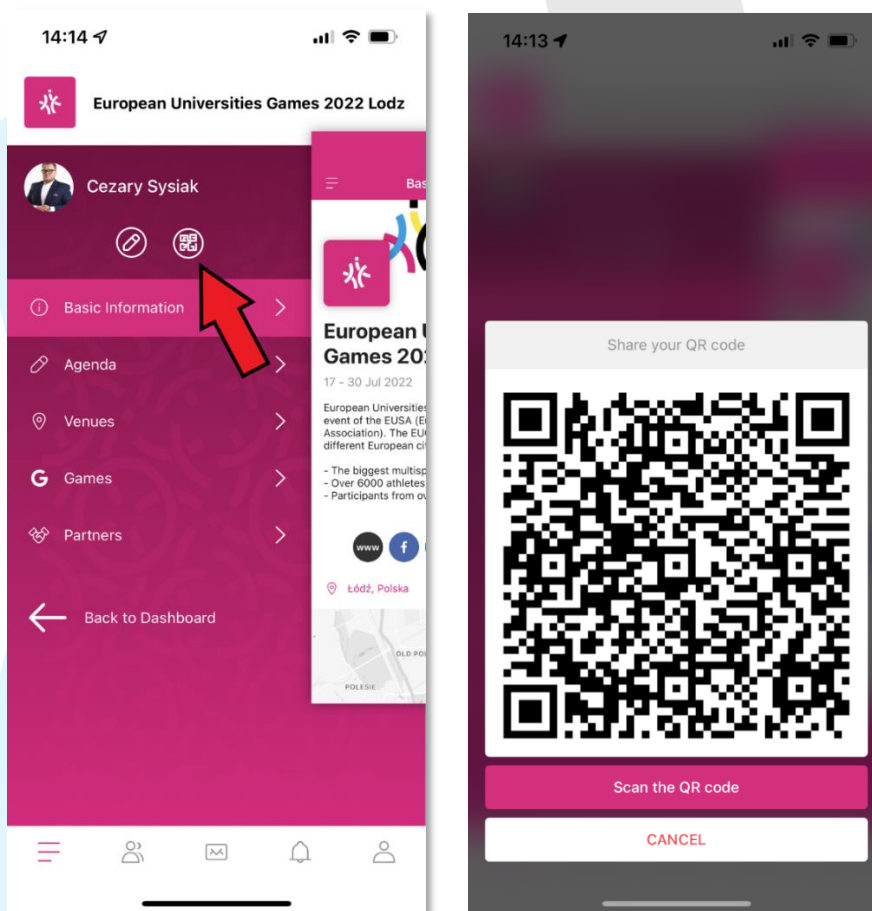 14:14
European Universities Games 2022 Lodz
Cezary Sysiak
Basic Information
Agenda
Venues
G Games
Partners
Back to Dashboard
Bas
European
Games 20
17 - 30 Jul 2022
European Universities
event of the EUSA (E
Association). The EU
different European ci
- The biggest multisp
- Over 6000 athletes
- Participants from ov
www f
Łódź, Polska
OLD PO
POLESIE
14:13
Share your QR code
Scan the QR code
CANCEL